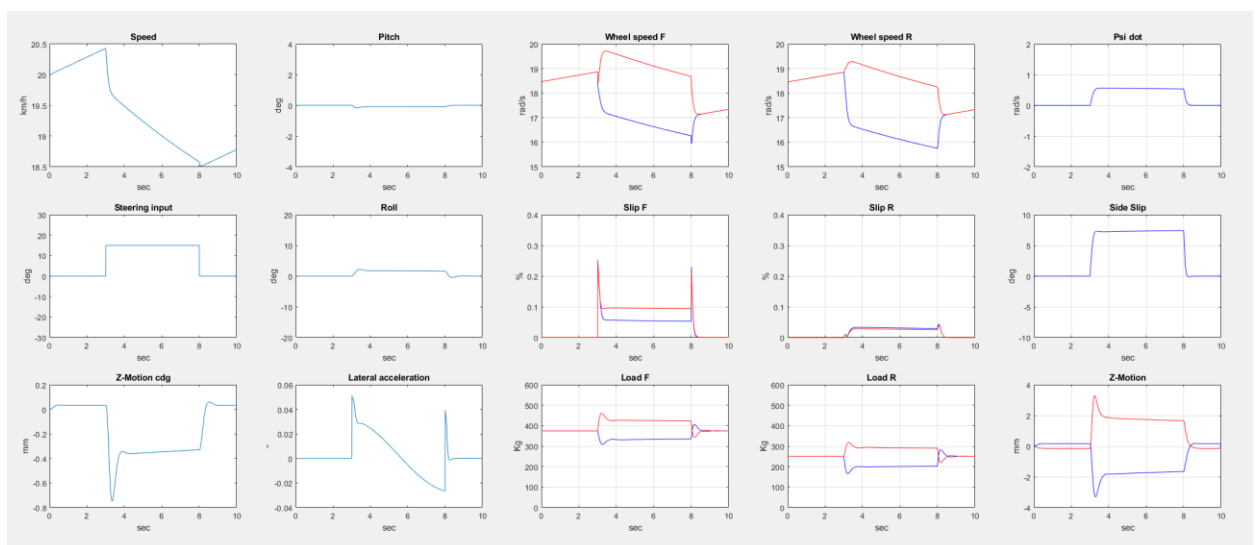 Speed
20.5
20
19.5
19
18.5
km/h
0 2 4 6 8 10
sec
Pitch
4
2
0
-2
-4
deg
0 2 4 6 8 10
sec
Wheel speed F
20
19
18
17
16
15
rad/s
0 2 4 6 8 10
sec
Wheel speed R
20
19
18
17
16
15
rad/s
0 2 4 6 8 10
sec
Psi dot
2
1
0
-1
-2
rad/s
0 2 4 6 8 10
sec
Steering input
30
20
10
0
-10
-20
-30
deg
0 2 4 6 8 10
sec
Roll
20
10
0
-10
-20
deg
0 2 4 6 8 10
sec
Slip F
0.4
0.3
0.2
0.1
0
%
0 2 4 6 8 10
sec
Slip R
0.4
0.3
0.2
0.1
0
%
0 2 4 6 8 10
sec
Side Slip
10
5
0
-5
-10
deg
0 2 4 6 8 10
sec
Z-Motion cdg
0.2
0
-0.2
-0.4
-0.6
-0.8
mm
0 2 4 6 8 10
sec
Lateral acceleration
0.06
0.04
0.02
0
-0.02
-0.04
-
0 2 4 6 8 10
sec
Load F
600
500
400
300
200
100
0
Kg
0 2 4 6 8 10
sec
Load R
600
500
400
300
200
100
0
Kg
0 2 4 6 8 10
sec
Z-Motion
4
2
0
-2
-4
mm
0 2 4 6 8 10
sec